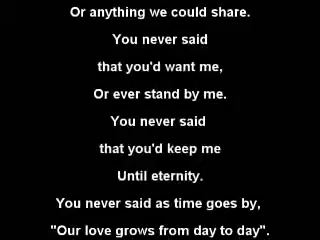 Or anything we could share.
You never said
that you'd want me,
Or ever stand by me.
You never said
that you'd keep me
Until eternity.
You never said as time goes by,
"Our love grows from day to day".